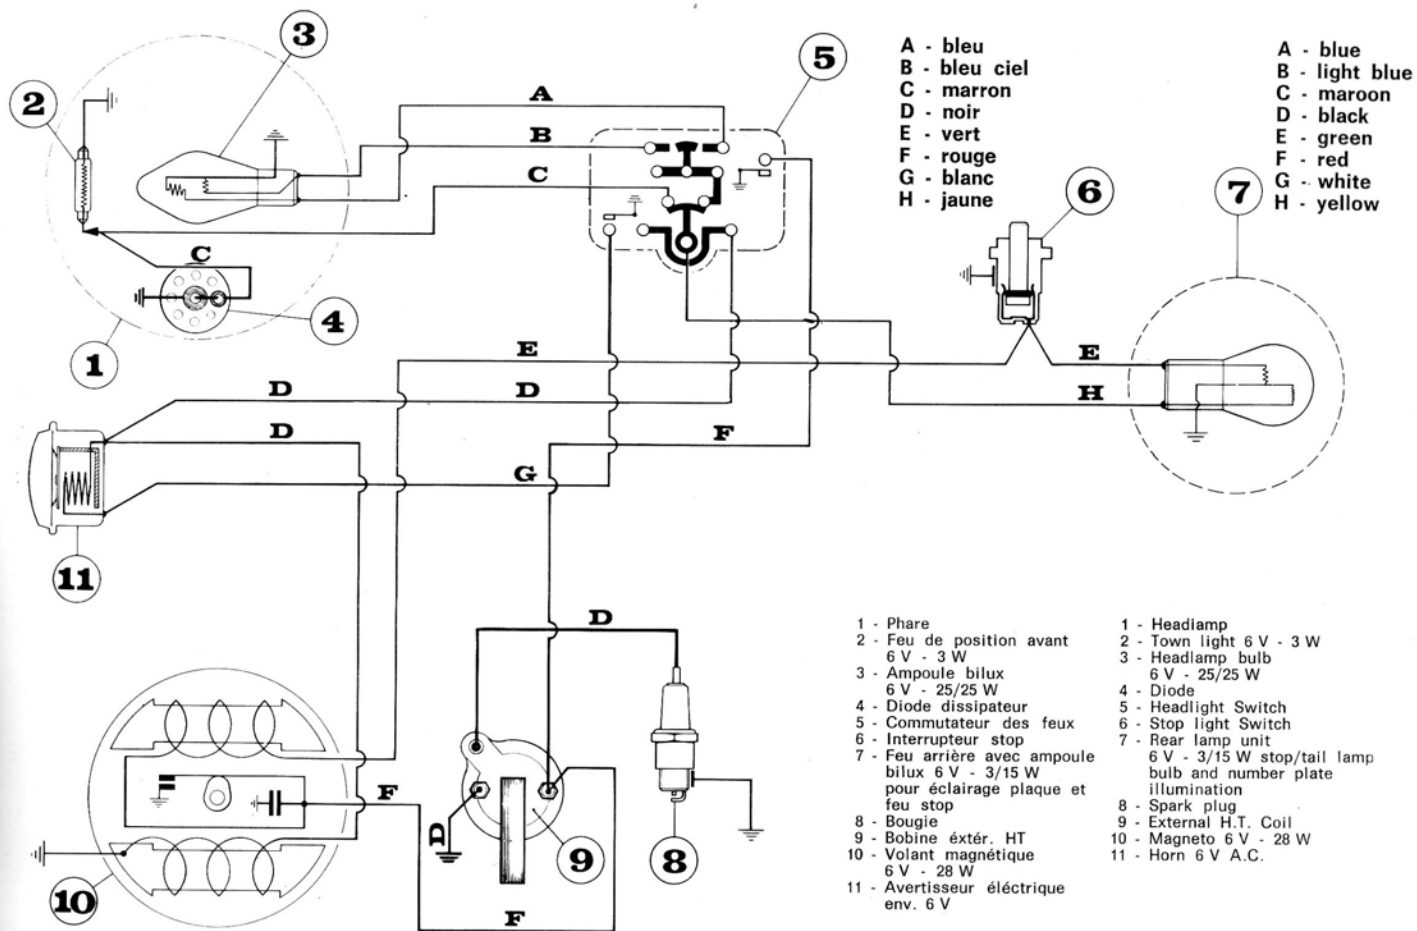 3
5
2
A
B
C
C
4
1
6
7
E
E
D
D
H
D
F
G
11
D
F
D
10
9
8
F
A - bleu
B - bleu ciel
C - marron
D - noir
E - vert
F - rouge
G - blanc
H - jaune
A - blue
B - light blue
C - maroon
D - black
E - green
F - red
G - white
H - yellow
1 - Phare
2 - Feu de position avant
6 V - 3 W
3 - Ampoule bilux
6 V - 25/25 W
4 - Diode dissipateur
5 - Commutateur des feux
6 - Interrupteur stop
7 - Feu arrière avec ampoule
bilux 6 V - 3/15 W
pour éclairage plaque et
feu stop
8 - Bougie
9 - Bobine éxtér. HT
10 - Volant magnétique
6 V - 28 W
11 - Avertisseur éléctrique
env. 6 V
1 - Headlamp
2 - Town light 6 V - 3 W
3 - Headlamp bulb
6 V - 25/25 W
4 - Diode
5 - Headlight Switch
6 - Stop light Switch
7 - Rear lamp unit
6 V - 3/15 W stop/tail lamp
bulb and number plate
illumination
8 - Spark plug
9 - External H.T. Coil
10 - Magneto 6 V - 28 W
11 - Horn 6 V A.C.